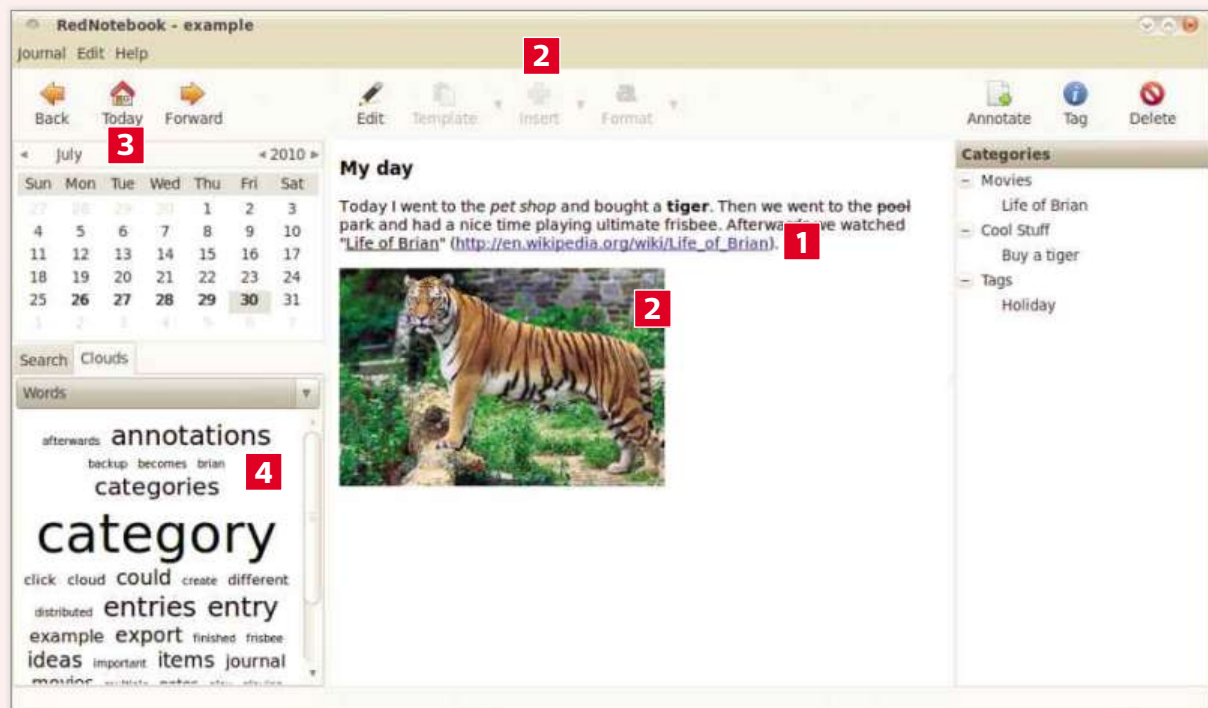 RedNotebook - example
Journal Edit Help
2
Back Today Forward Edit Template Insert Format Annotate Tag Delete
3
July 2010
Sun Mon Tue Wed Thu Fri Sat
27 28 29 30 1 2 3
4 5 6 7 8 9 10
11 12 13 14 15 16 17
18 19 20 21 22 23 24
25 26 27 28 29 30 31
1 2 3 4 5 6 7
Search Clouds
Words
afterwards annotations
backup becomes brian
4
categories
category
click cloud could create different
distributed entries entry
example export finished frisbee
ideas important items journal
movies
My day
Today I went to the pet shop and bought a tiger. Then we went to the pool
park and had a nice time playing ultimate frisbee. Afterwards we watched
"Life of Brian" (http://en.wikipedia.org/wiki/Life_of_Brian).
1
2
Categories
Movies
Life of Brian
Cool Stuff
Buy a tiger
Tags
Holiday